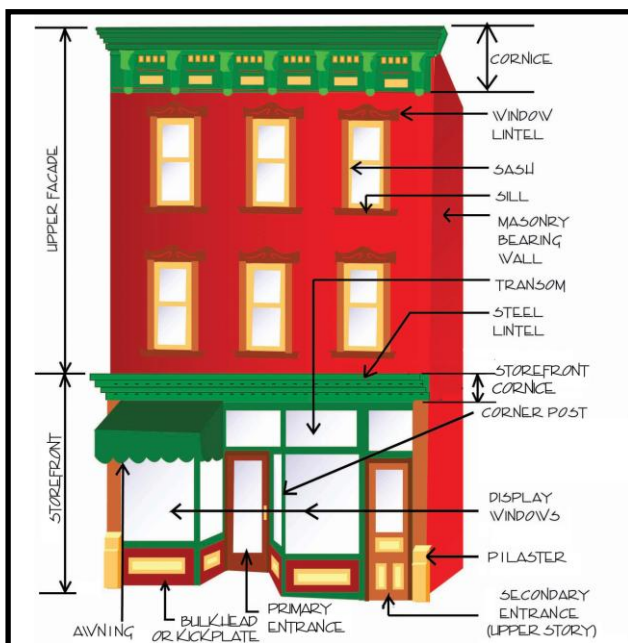 CORNICE
WINDOW
LINTEL
SASH
SILL
MASONRY
BEARING
WALL
TRANSOM
STEEL
LINTEL
STOREFRONT
CORNICE
CORNER POST
DISPLAY
WINDOWS
PILASTER
SECONDARY
ENTRANCE
(UPPER STORY)
PRIMARY
ENTRANCE
BULKHEAD
OR KICKPLATE
AWNING
UPPER FACADE
STOREFRONT